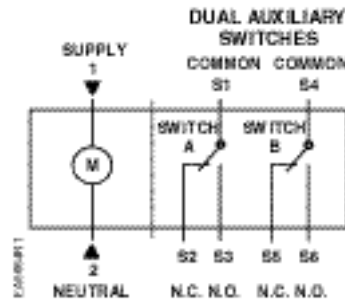 DUAL AUXILIARY
SWITCHES
SUPPLY
1
COMMON COMMON
S1 S4
SWITCH
A
SWITCH
B
M
2
NEUTRAL
S2 S3 S5 S6
N.C. N.O. N.C. N.O.